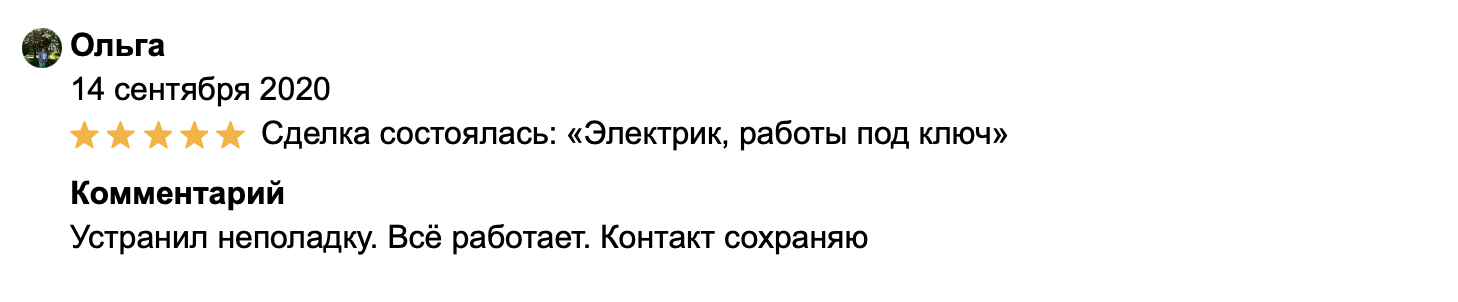 Ольга
14 сентября 2020
Сделка состоялась: «Электрик, работы под ключ»
Комментарий
Устранил неполадку. Всё работает. Контакт сохраняю